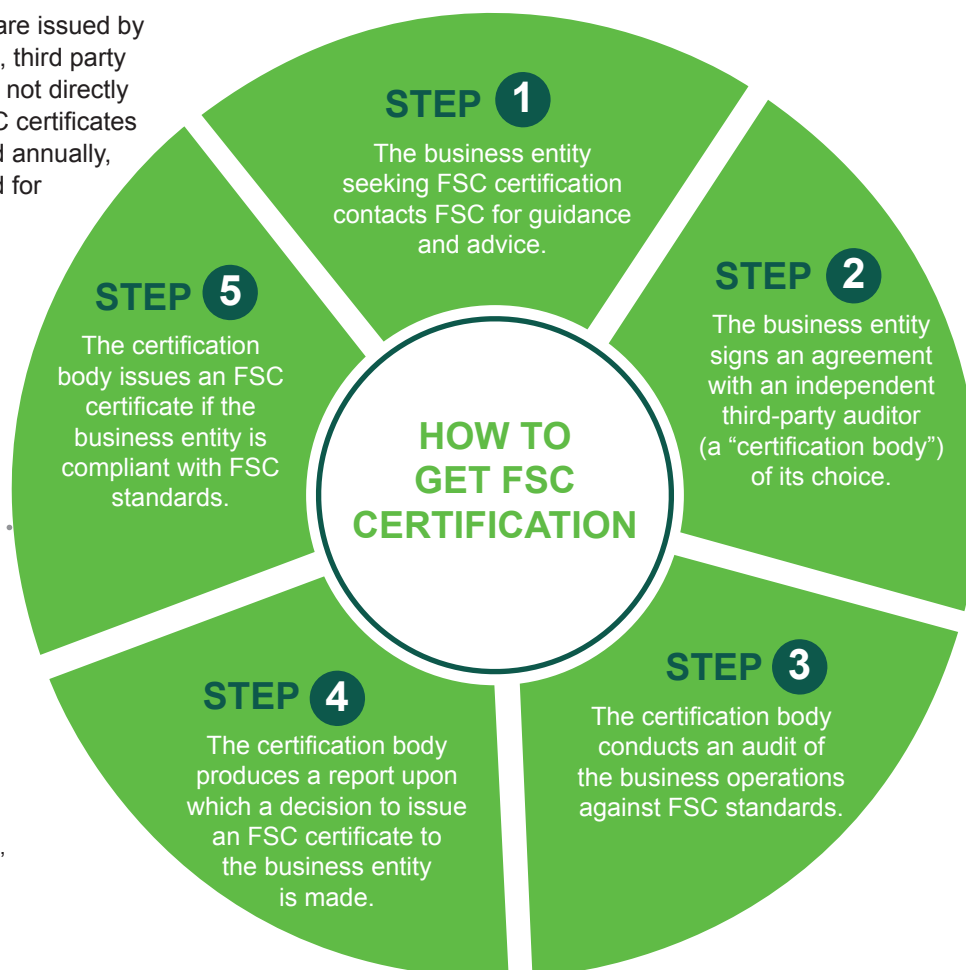 are issued by
, third party
not directly
C certificates
d annually,
d for
STEP 1
The business entity
seeking FSC certification
contacts FSC for guidance
and advice.
STEP 2
The business entity
signs an agreement
with an independent
third-party auditor
(a “certification body”)
of its choice.
STEP 3
The certification body
conducts an audit of
the business operations
against FSC standards.
STEP 4
The certification body
produces a report upon
which a decision to issue
an FSC certificate to
the business entity
is made.
STEP 5
The certification
body issues an FSC
certificate if the
business entity is
compliant with FSC
standards.
HOW TO
GET FSC
CERTIFICATION